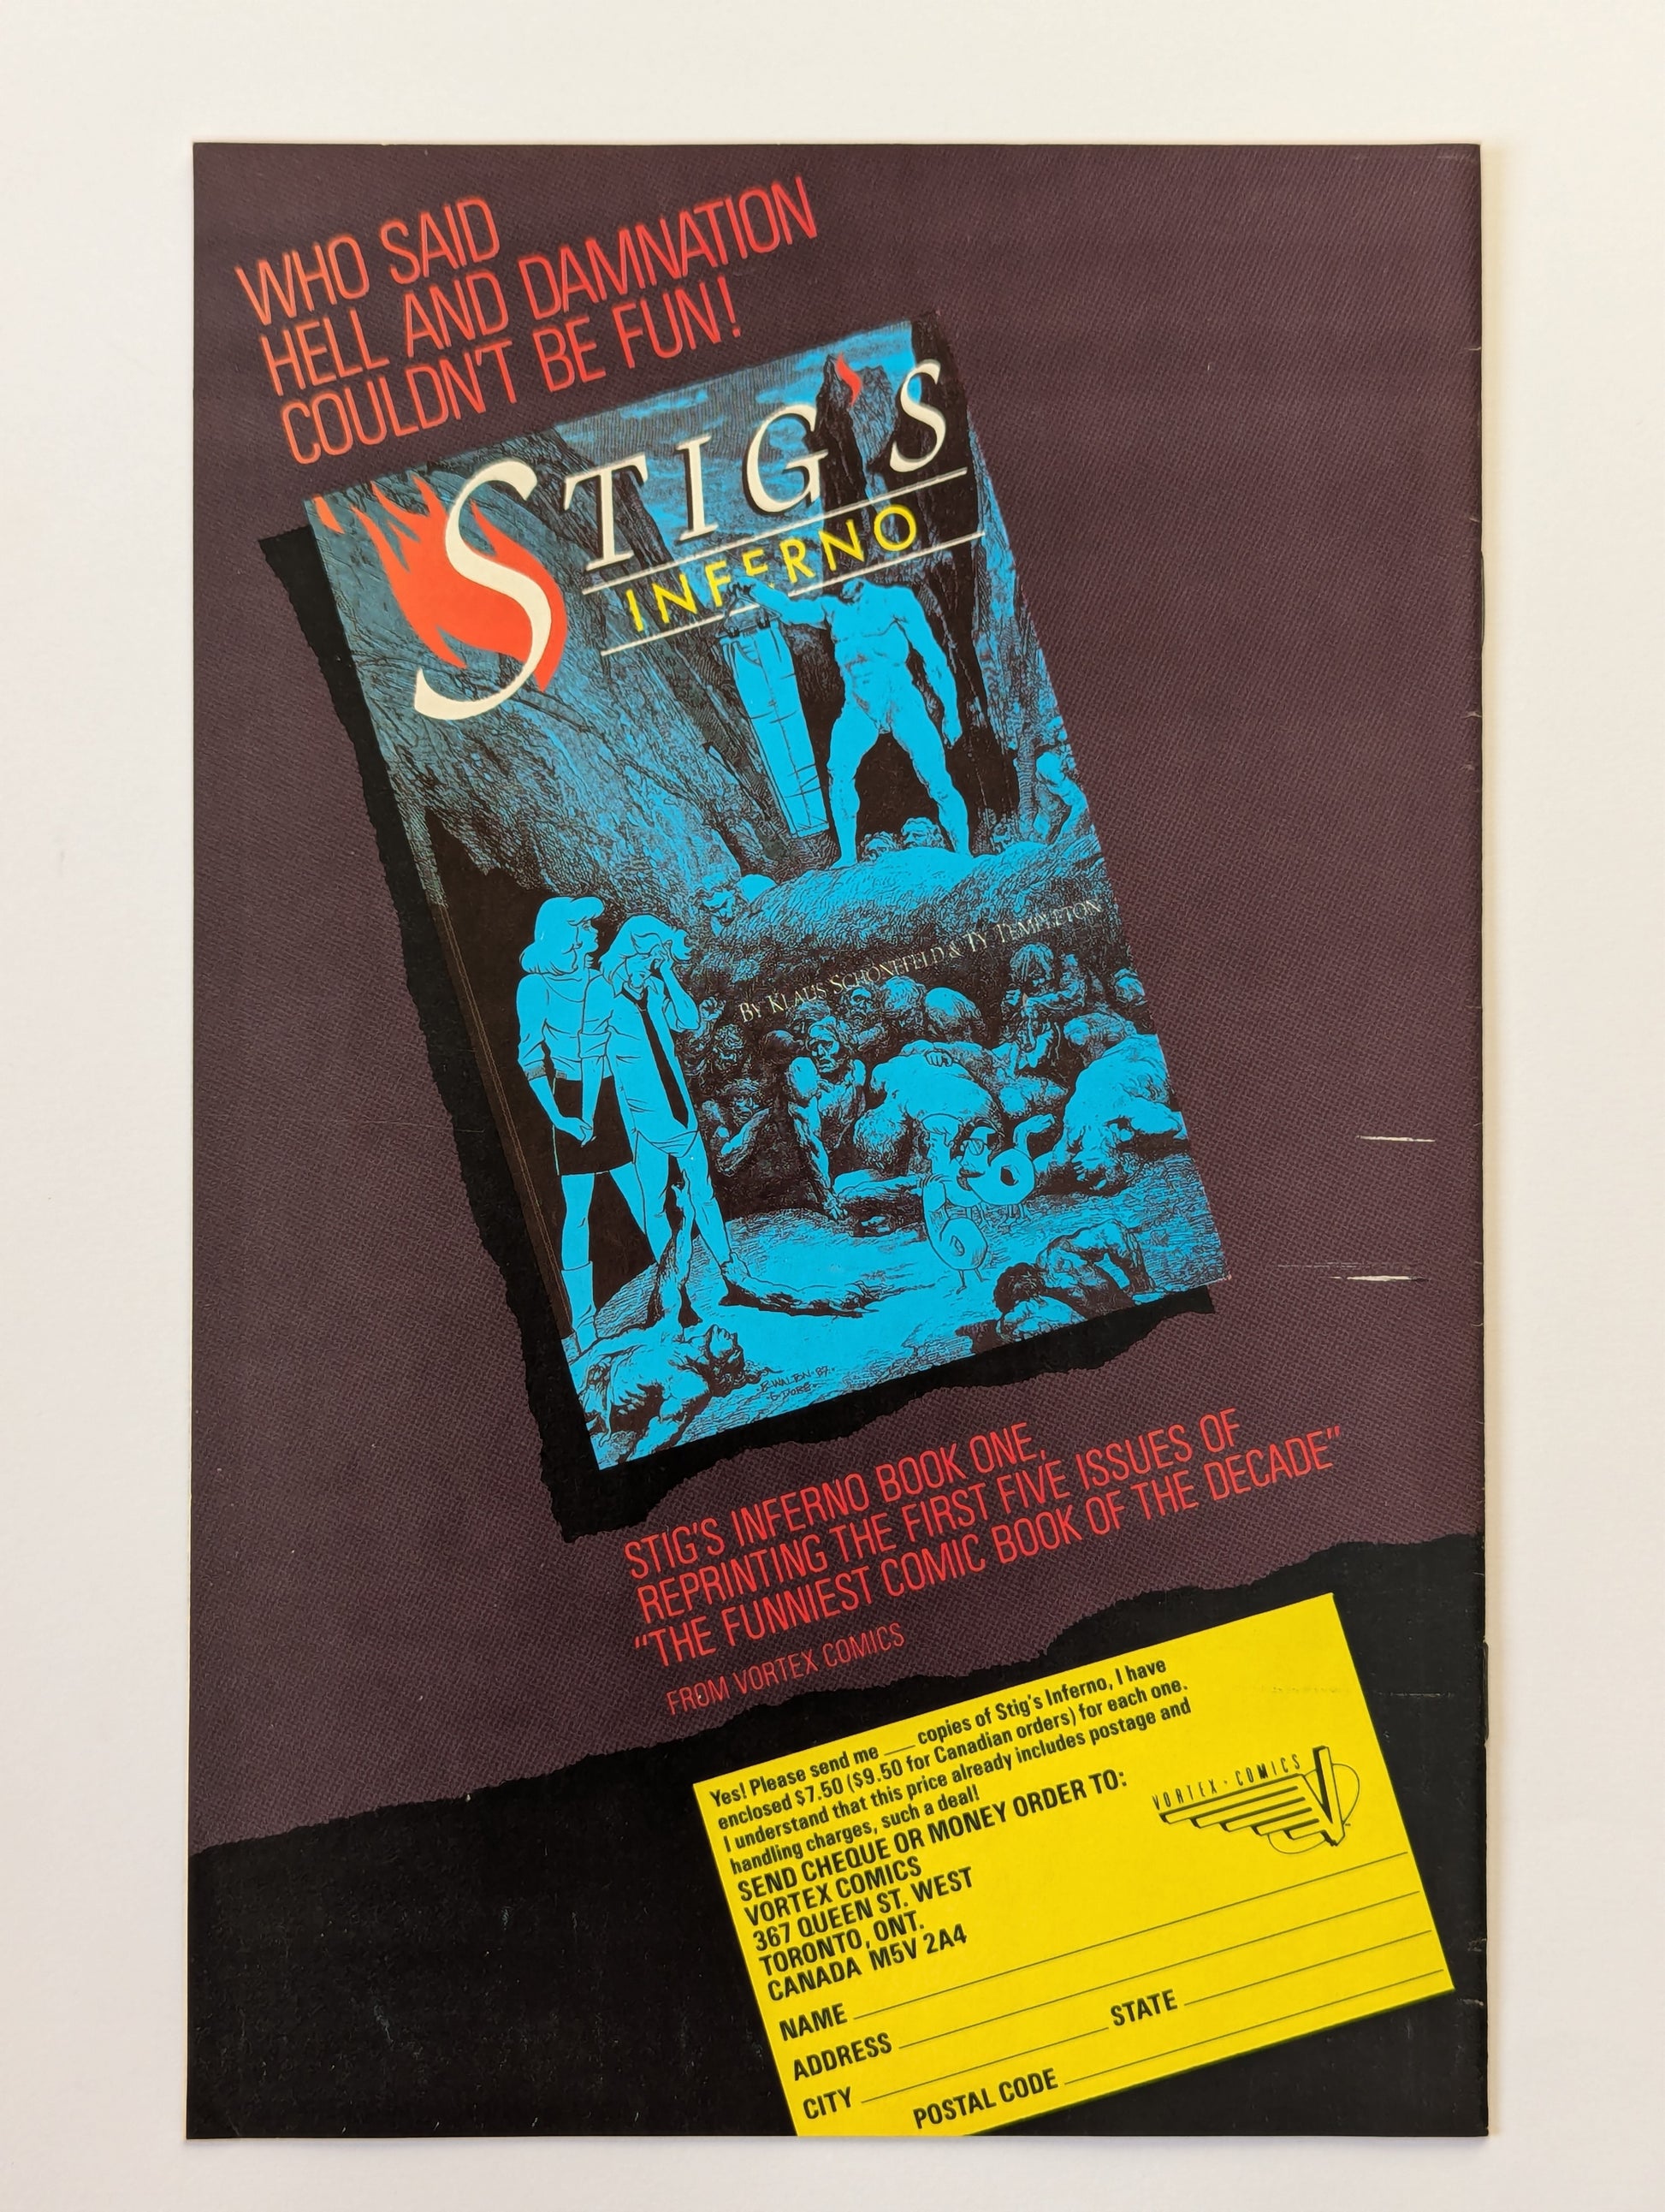 WHO SAID
HELL AND DAMNATION
COULDN'T BE FUN!
STIG'S
INFERNO
BY KLAUS SCHÖNEFELD & TY TEMPLETON
STIG'S INFERNO BOOK ONE,
REPRINTING THE FIRST FIVE ISSUES OF
"THE FUNNIEST COMIC BOOK OF THE DECADE"
FROM VORTEX COMICS
Yes! Please send me ___ copies of Stig's Inferno, I have
enclosed $7.50 ($9.50 for Canadian orders) for each one.
I understand that this price already includes postage and
handling charges, such a deal!
SEND CHEQUE OR MONEY ORDER TO:
VORTEX COMICS
367 QUEEN ST. WEST
TORONTO, ONT.
CANADA M5V 2A4
VORTEX · COMICS
NAME
ADDRESS
CITY STATE
POSTAL CODE